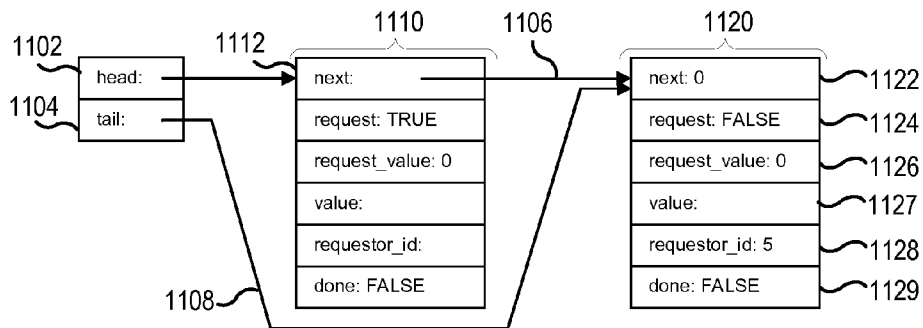 1110
1120
1102
1112
1106
head:
next:
next: 0
1122
1104
tail:
request: TRUE
request: FALSE
1124
request_value: 0
request_value: 0
1126
value:
value:
1127
requestor_id:
requestor_id: 5
1128
1108
done: FALSE
done: FALSE
1129